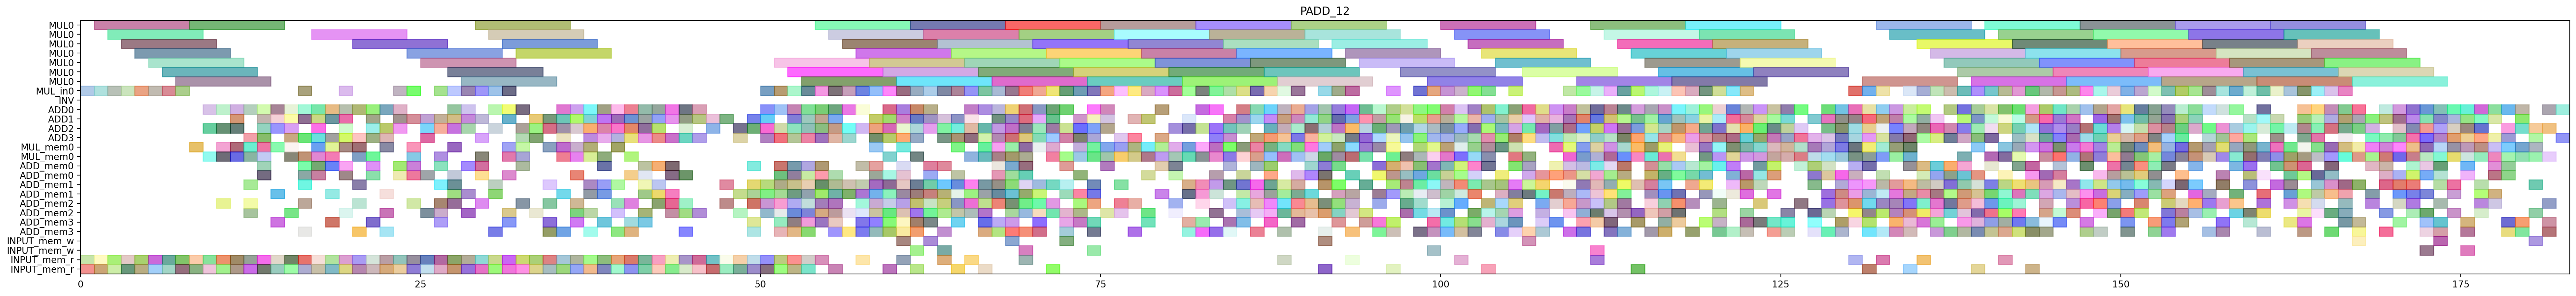 PADD_12
MUL0
MUL0
MUL0
MUL0
MUL0
MUL0
MUL0
MUL_in0
INV
ADD0
ADD1
ADD2
ADD3
MUL_mem0
MUL_mem0
ADD_mem0
ADD_mem0
ADD_mem1
ADD_mem1
ADD_mem2
ADD_mem2
ADD_mem3
ADD_mem3
INPUT_mem_w
INPUT_mem_w
INPUT_mem_r
INPUT_mem_r
0 25 50 75 100 125 150 175